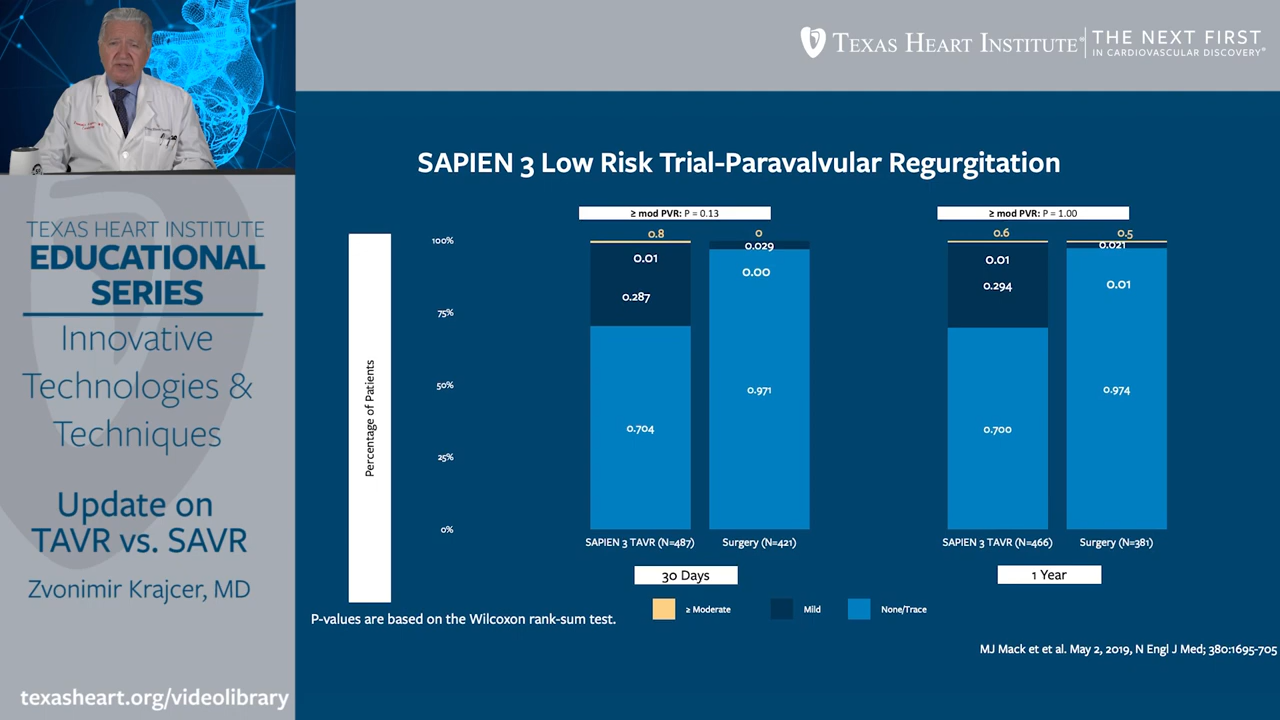 TEXAS HEART INSTITUTE®
THE NEXT FIRST
IN CARDIOVASCULAR DISCOVERY®
TEXAS HEART INSTITUTE
EDUCATIONAL
SERIES
Innovative
Technologies &
Techniques
Update on
TAVR vs. SAVR
Zvonimir Krajcer, MD
texasheart.org/videolibrary
SAPIEN 3 Low Risk Trial-Paravalvular Regurgitation
≥ mod PVR: P = 0.13
≥ mod PVR: P = 1.00
Percentage of Patients
100%
75%
50%
25%
0%
0.8
0.01
0.287
0.704
0
0.029
0.00
0.971
0.6
0.01
0.294
0.700
0.5
0.021
0.01
0.974
SAPIEN 3 TAVR (N=487)
Surgery (N=421)
SAPIEN 3 TAVR (N=466)
Surgery (N=381)
30 Days
1 Year
≥ Moderate
Mild
None/Trace
P-values are based on the Wilcoxon rank-sum test.
MJ Mack et et al. May 2, 2019, N Engl J Med; 380:1695-705